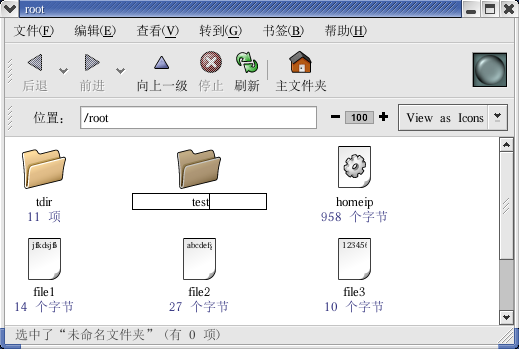 root
文件(F) 编辑(E) 查看(V) 转到(G) 书签(B) 帮助(H)
后退 前进 向上一级 停止 刷新 主文件夹
位置: /root 100 View as Icons
tdir test homeip
11 项 958 个字节
jfkdsjfk abcdefg 123456
file1 file2 file3
14 个字节 27 个字节 10 个字节
选中了“未命名文件夹” (有 0 项)